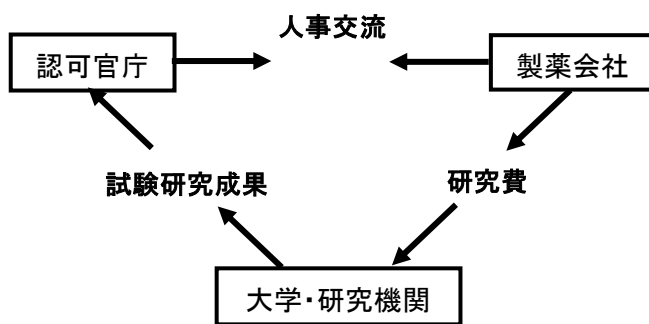 人事交流
認可官庁
製薬会社
試験研究成果
研究費
大学・研究機関